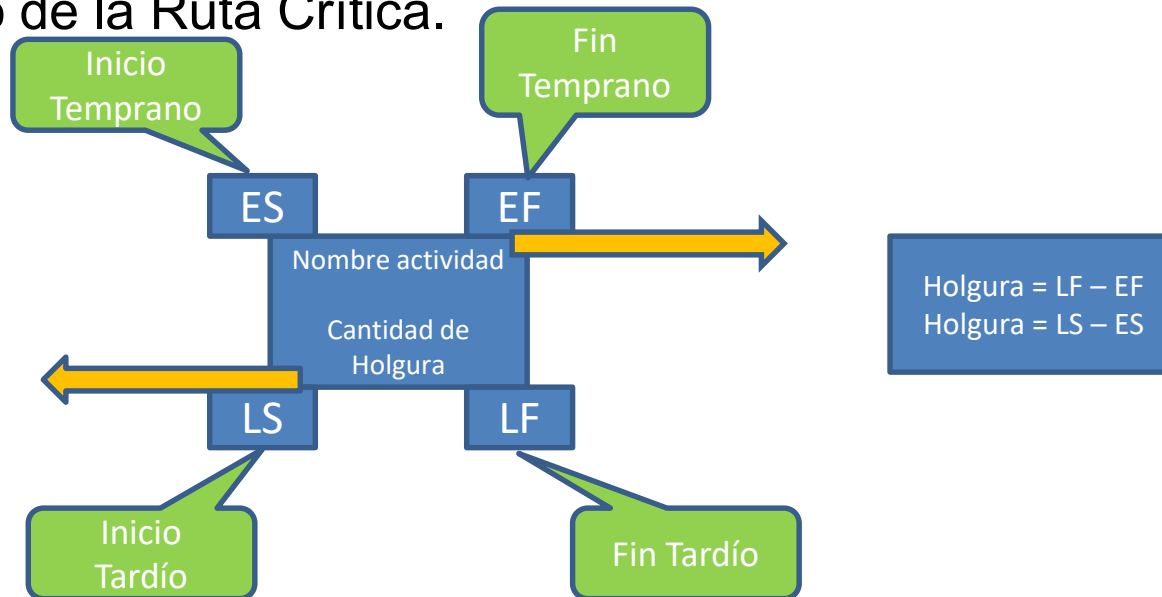 o de la Ruta Crítica.
Inicio
Temprano
Fin
Temprano
ES
EF
Nombre actividad
Cantidad de
Holgura
Holgura = LF – EF
Holgura = LS – ES
LS
LF
Inicio
Tardío
Fin Tardío